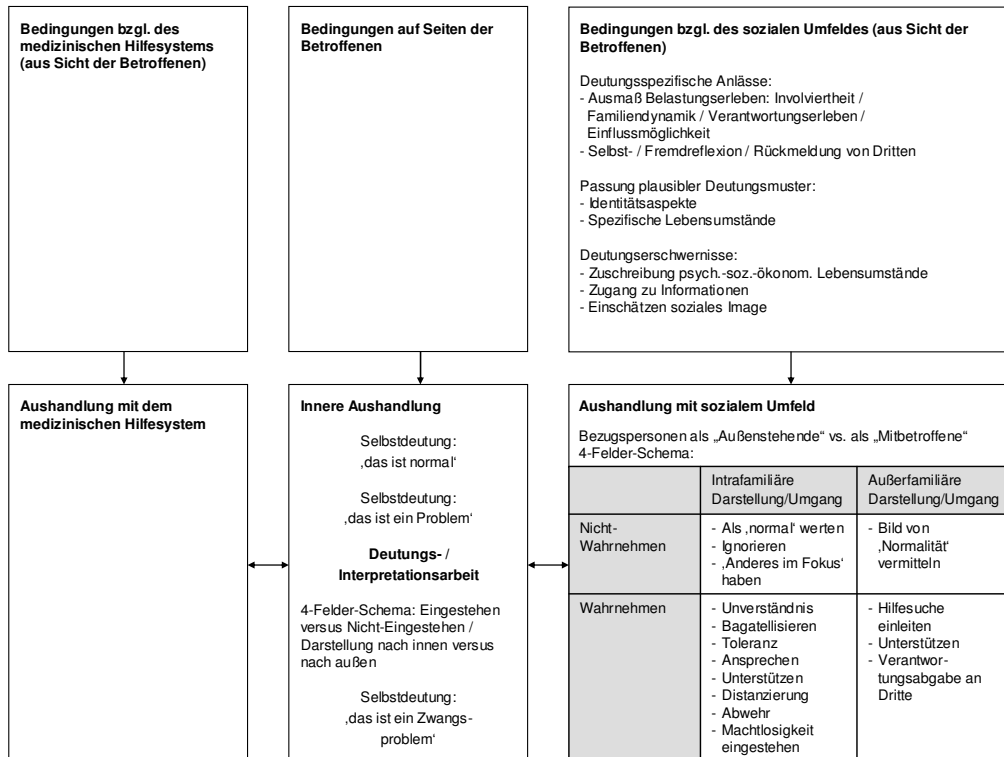 Bedingungen bzgl. des
medizinischen Hilfesystems
(aus Sicht der Betroffenen)
Bedingungen auf Seiten der
Betroffenen
Bedingungen bzgl. des sozialen Umfeldes (aus Sicht der
Betroffenen)
Deutungsspezifische Anlässe:
- Ausmaß Belastungserleben: Involviertheit /
Familiendynamik / Verantwortungserleben /
Einflussmöglichkeit
- Selbst- / Fremdreflexion / Rückmeldung von Dritten
Passung plausibler Deutungsmuster:
- Identitätsaspekte
- Spezifische Lebensumstände
Deutungserschwernisse:
- Zuschreibung psych.-soz.-ökonom. Lebensumstände
- Zugang zu Informationen
- Einschätzen soziales Image
Aushandlung mit dem
medizinischen Hilfesystem
Innere Aushandlung
Selbstdeutung:
‚das ist normal‘
Selbstdeutung:
‚das ist ein Problem‘
Deutungs- /
Interpretationsarbeit
4-Felder-Schema: Eingestehen
versus Nicht-Eingestehen /
Darstellung nach innen versus
nach außen
Selbstdeutung:
‚das ist ein Zwangs-
problem‘
Aushandlung mit sozialem Umfeld
Bezugspersonen als „Außenstehende“ vs. als „Mitbetroffene“
4-Felder-Schema:
Intrafamiliäre
Darstellung/Umgang
Außerfamiliäre
Darstellung/Umgang
Nicht-
Wahrnehmen
- Als ‚normal‘ werten
- Ignorieren
- ‚Anderes im Fokus‘
haben
- Bild von
‚Normalität‘
vermitteln
Wahrnehmen
- Unverständnis
- Bagatellisieren
- Toleranz
- Ansprechen
- Unterstützen
- Distanzierung
- Abwehr
- Machtlosigkeit
eingestehen
- Hilfesuche
einleiten
- Unterstützen
- Verantwor-
tungsabgabe an
Dritte